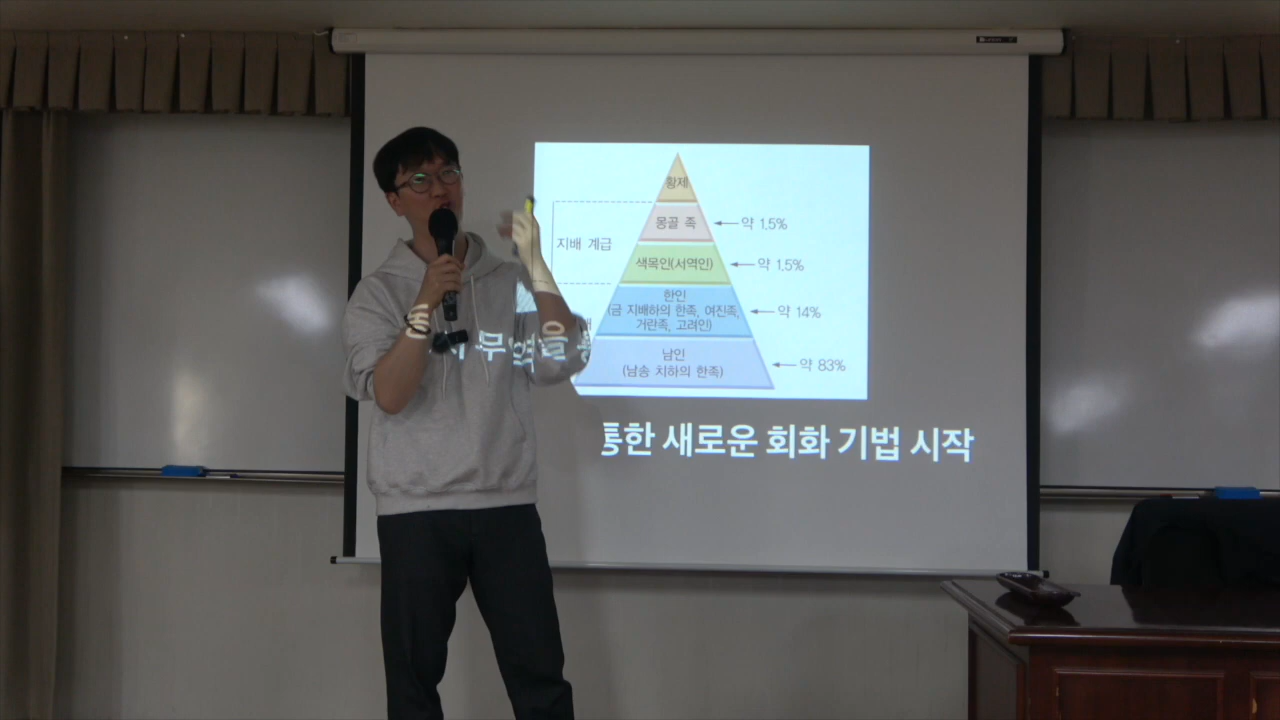 황제
몽골 족
약 1.5%
지배 계급
색목인(서역인)
약 1.5%
한인
(금 지배하의 한족, 여진족,
거란족, 고려인)
약 14%
남인
(남송 치하의 한족)
약 83%
무역을 통한 새로운 회화 기법 시작